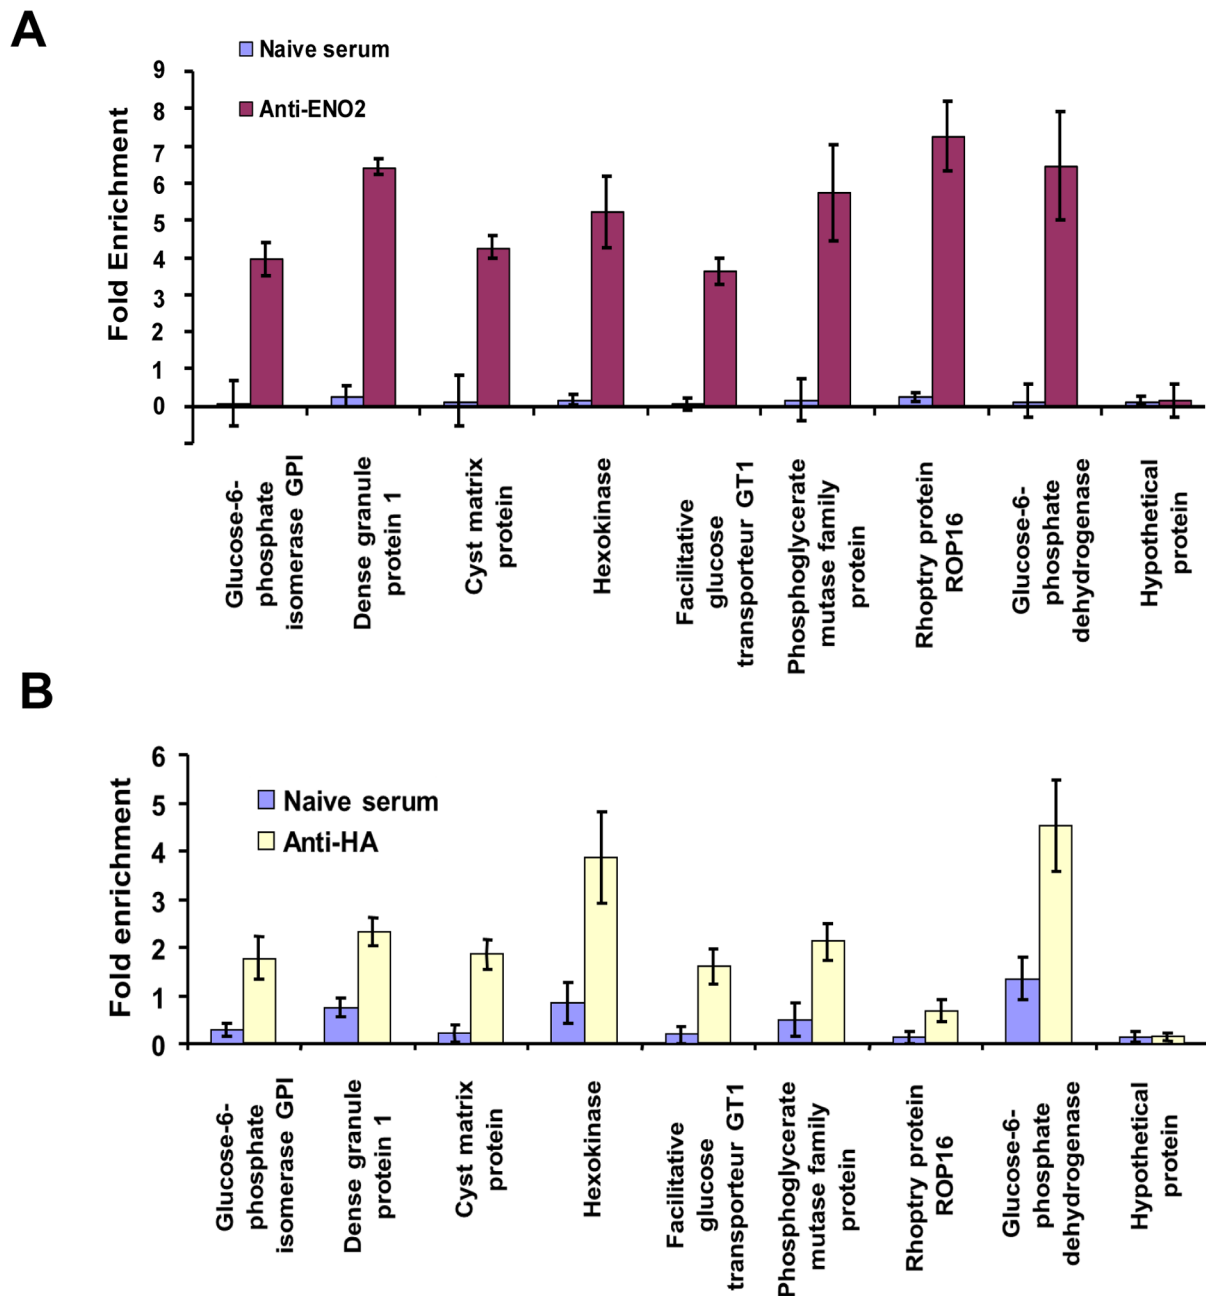 A
Naive serum
Anti-ENO2
Fold Enrichment
9
8
7
6
5
4
3
2
1
0
Glucose-6-
phosphate
isomerase GPI
Dense granule
protein 1
Cyst matrix
protein
Hexokinase
Facilitative
glucose
transporteur GT1
Phosphoglycerate
mutase family
protein
Rhoptry protein
ROP16
Glucose-6-
phosphate
dehydrogenase
Hypothetical
protein
B
Naive serum
Anti-HA
Fold enrichment
6
5
4
3
2
1
0
Glucose-6-
phosphate
isomerase GPI
Dense granule
protein 1
Cyst matrix
protein
Hexokinase
Facilitative
glucose
transporteur GT1
Phosphoglycerate
mutase family
protein
Rhoptry protein
ROP16
Glucose-6-
phosphate
dehydrogenase
Hypothetical
protein